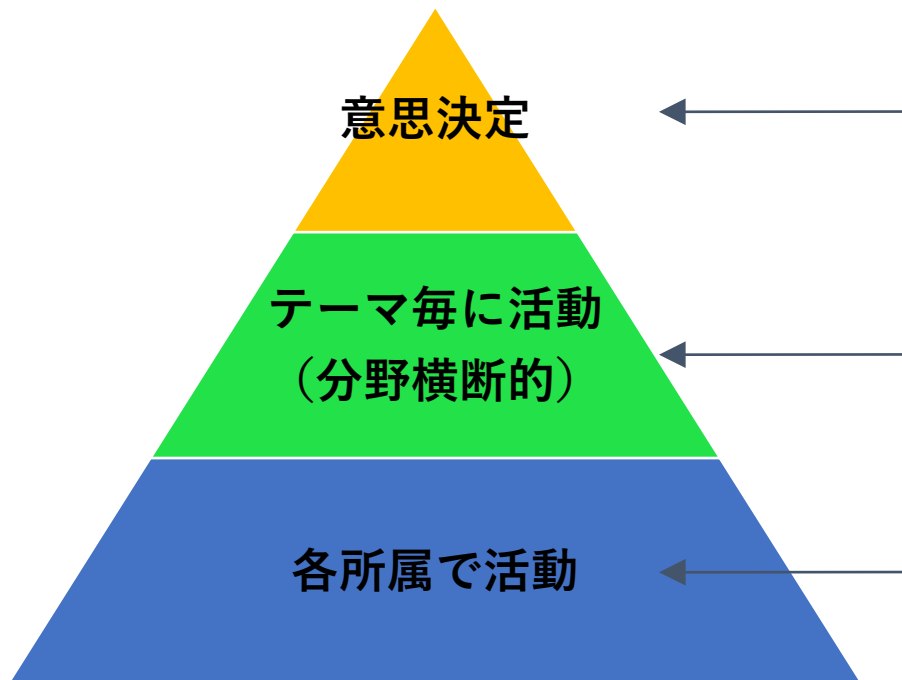 意思決定
テーマ毎に活動
（分野横断的）
各所属で活動